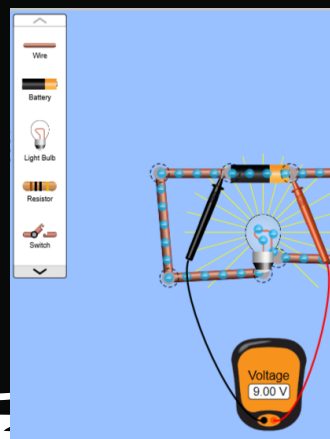 Wire
Battery
Light Bulb
Resistor
Switch
Voltage
9.00 V